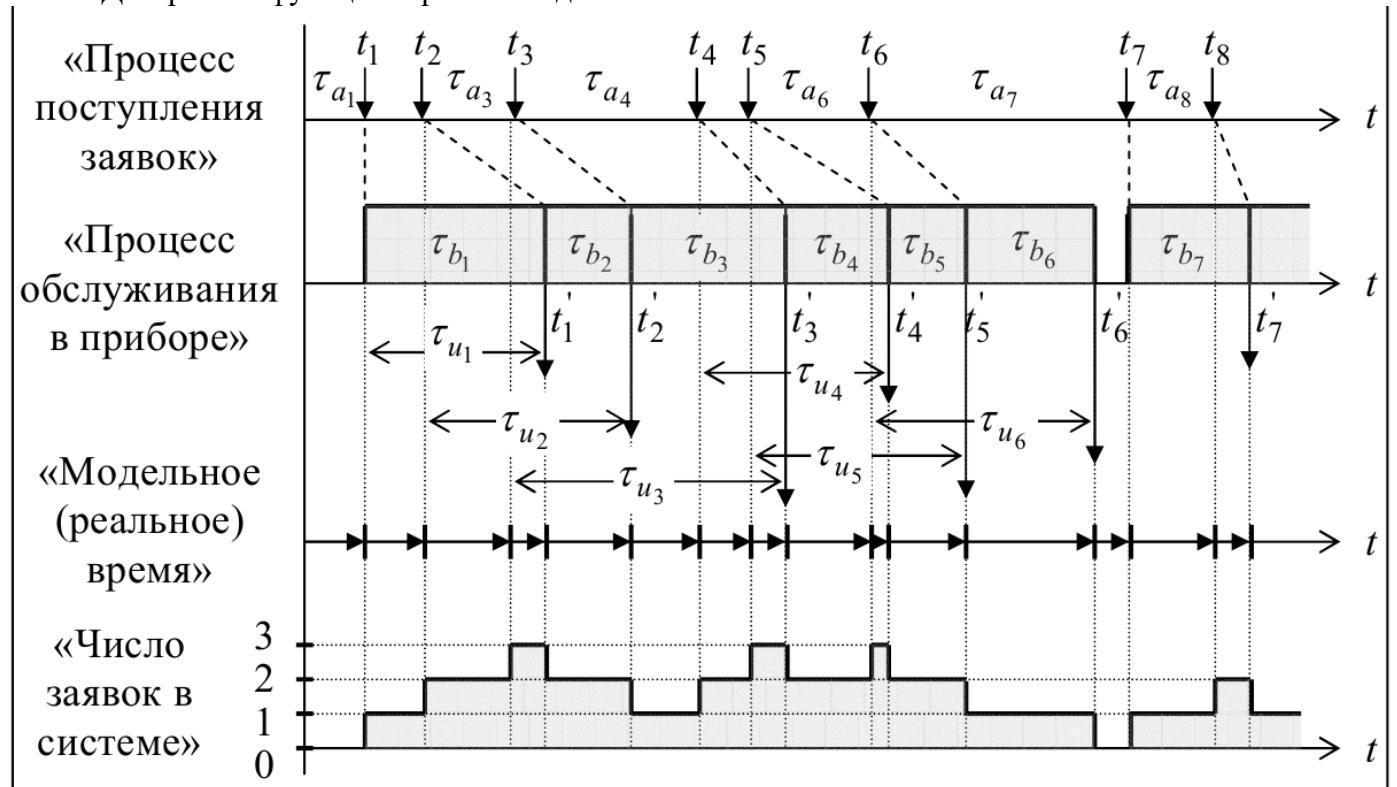 «Процесс
поступления
заявок»
t1 t2 t3 t4 t5 t6 t7 t8
τa1 τa3 τa4 τa6 τa7 τa8
t
«Процесс
обслуживания
в приборе»
τb1 τb2 τb3 τb4 τb5 τb6 τb7
t
t'1 t'2 t'3 t'4 t'5 t'6 t'7
τu1
τu4
τu2 τu6
τu5
τu3
«Модельное
(реальное)
время»
t
«Число
заявок в
системе»
3
2
1
0
t